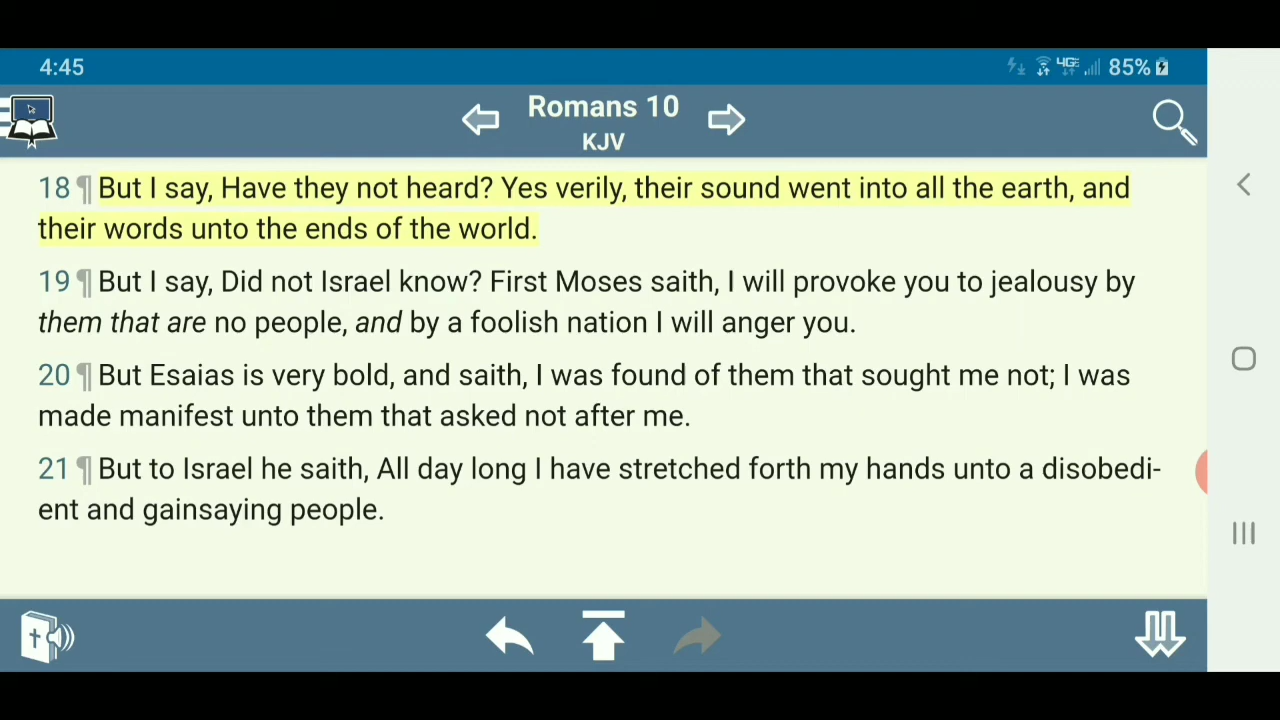 4:45
4GE 85%
Romans 10
KJV
18 ¶ But I say, Have they not heard? Yes verily, their sound went into all the earth, and
their words unto the ends of the world.
19 ¶ But I say, Did not Israel know? First Moses saith, I will provoke you to jealousy by
them that are no people, and by a foolish nation I will anger you.
20 ¶ But Esaias is very bold, and saith, I was found of them that sought me not; I was
made manifest unto them that asked not after me.
21 ¶ But to Israel he saith, All day long I have stretched forth my hands unto a disobedi-
ent and gainsaying people.